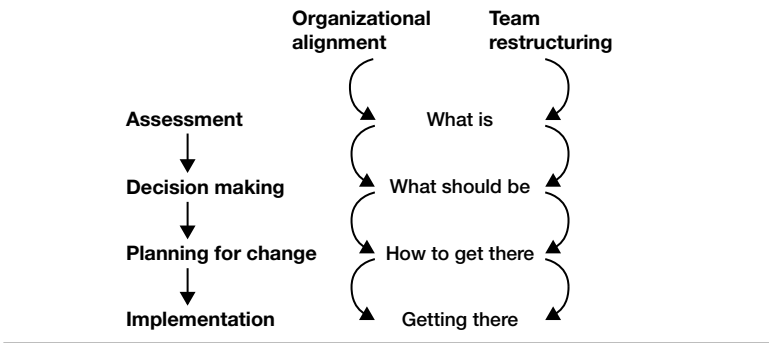 Organizational Team
alignment restructuring
Assessment What is
Decision making What should be
Planning for change How to get there
Implementation Getting there